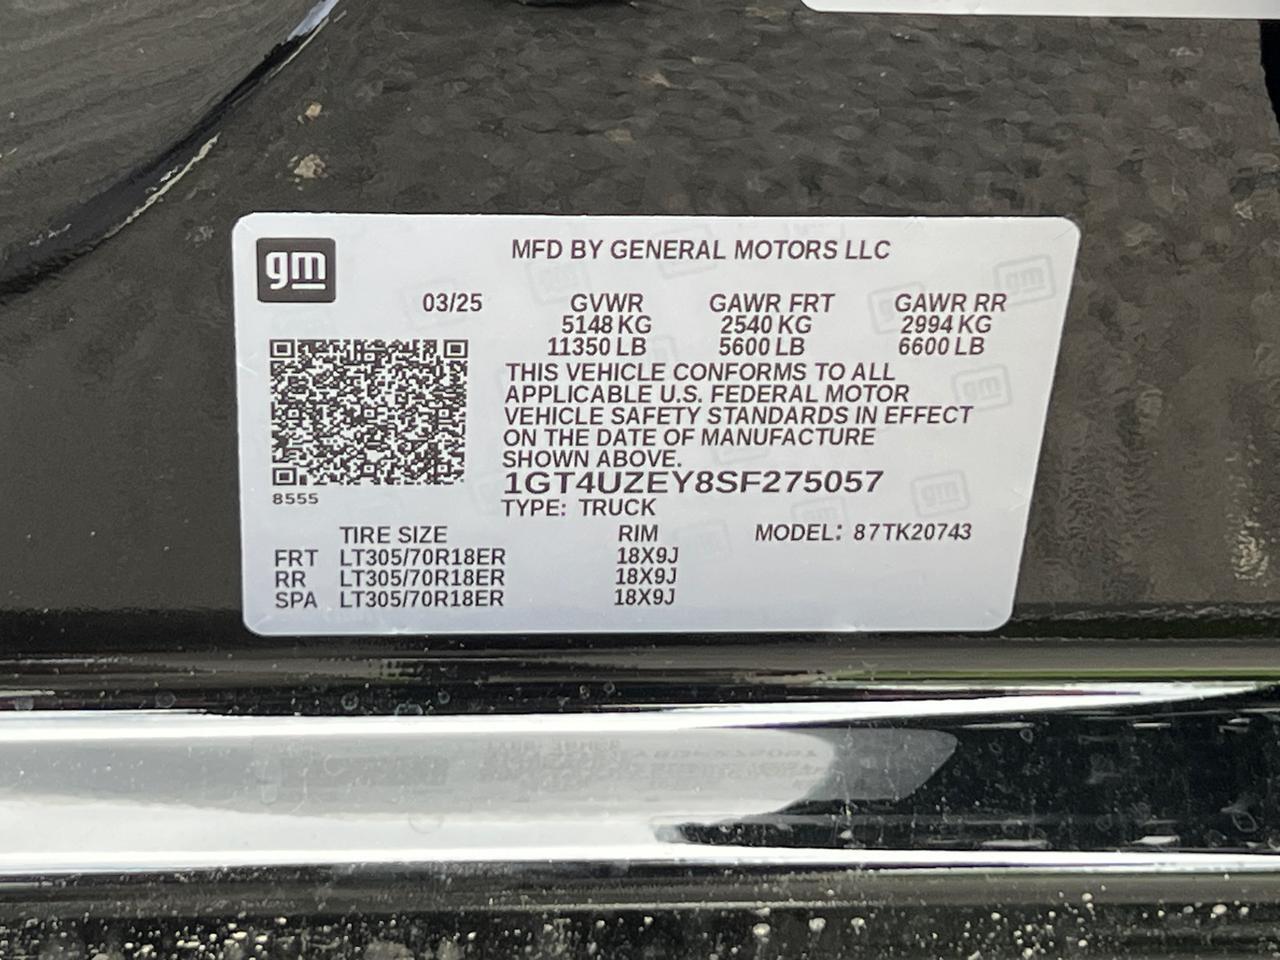 gm
MFD BY GENERAL MOTORS LLC
03/25 GVWR GAWR FRT GAWR RR
5148 KG 2540 KG 2994 KG
11350 LB 5600 LB 6600 LB
THIS VEHICLE CONFORMS TO ALL
APPLICABLE U.S. FEDERAL MOTOR
VEHICLE SAFETY STANDARDS IN EFFECT
ON THE DATE OF MANUFACTURE
SHOWN ABOVE.
1GT4UZEY8SF275057
8555
TYPE: TRUCK
TIRE SIZE RIM MODEL: 87TK20743
FRT LT305/70R18ER 18X9J
RR LT305/70R18ER 18X9J
SPA LT305/70R18ER 18X9J